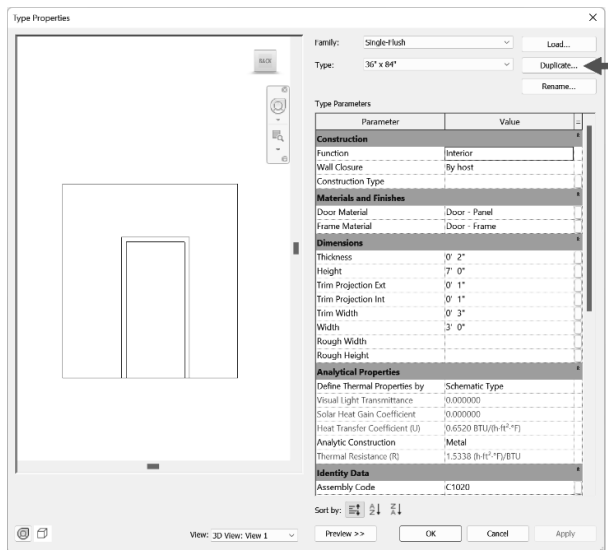 Type Properties
BACK
Family: Single-Flush Load...
Type: 36" x 84" Duplicate...
Rename...
Type Parameters
Parameter Value =
Construction
Function Interior
Wall Closure By host
Construction Type
Materials and Finishes
Door Material Door - Panel
Frame Material Door - Frame
Dimensions
Thickness 0' 2"
Height 7' 0"
Trim Projection Ext 0' 1"
Trim Projection Int 0' 1"
Trim Width 0' 3"
Width 3' 0"
Rough Width
Rough Height
Analytical Properties
Define Thermal Properties by Schematic Type
Visual Light Transmittance 0.000000
Solar Heat Gain Coefficient 0.000000
Heat Transfer Coefficient (U) 0.6520 BTU/(h·ft²·°F)
Analytic Construction Metal
Thermal Resistance (R) 1.5338 (h·ft²·°F)/BTU
Identity Data
Assembly Code C1020
Sort by:
View: 3D View: View 1 Preview >> OK Cancel Apply